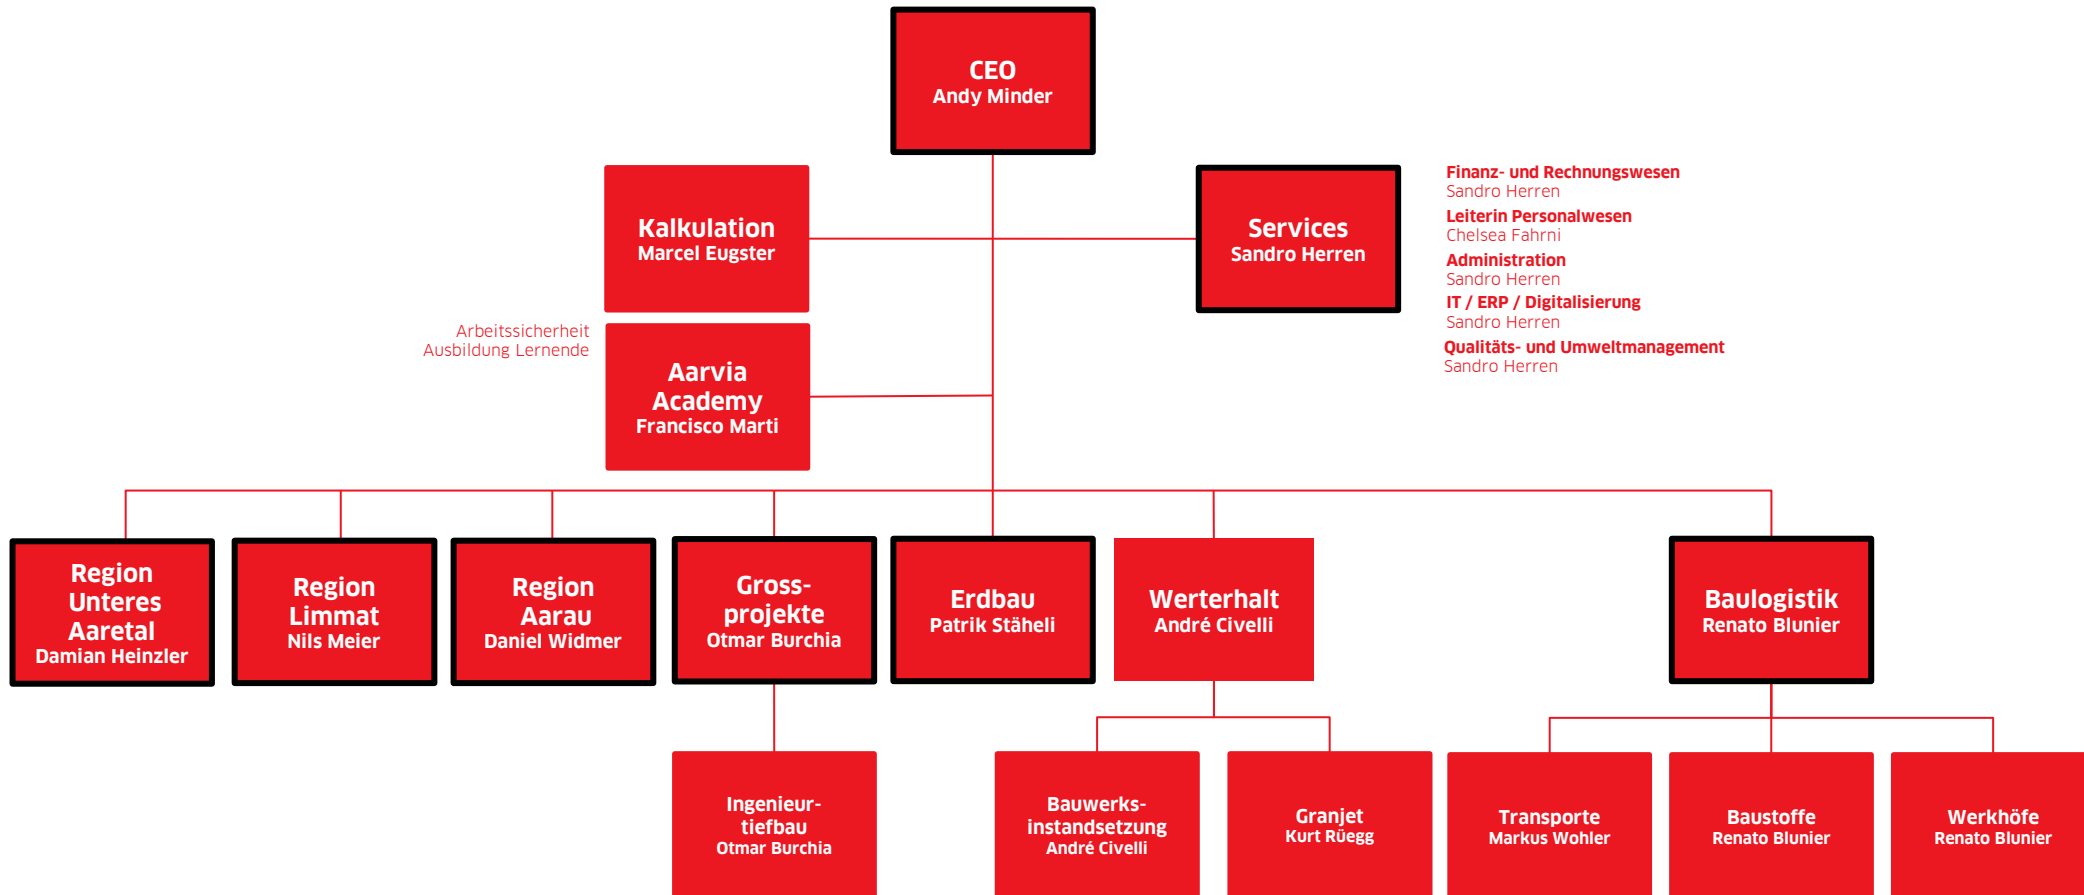 CEO
Andy Minder
Kalkulation
Marcel Eugster
Services
Sandro Herren
Finanz- und Rechnungswesen
Sandro Herren
Leiterin Personalwesen
Chelsea Fahrni
Administration
Sandro Herren
IT / ERP / Digitalisierung
Sandro Herren
Qualitäts- und Umweltmanagement
Sandro Herren
Arbeitssicherheit
Ausbildung Lernende
Aarvia
Academy
Francisco Marti
Region
Unteres
Aaretal
Damian Heinzler
Region
Limmat
Nils Meier
Region
Aarau
Daniel Widmer
Gross-
projekte
Otmar Burchia
Erdbau
Patrik Stäheli
Werterhalt
André Civelli
Baulogistik
Renato Blunier
Ingenieur-
tiefbau
Otmar Burchia
Bauwerks-
instandsetzung
André Civelli
Granjet
Kurt Rüegg
Transporte
Markus Wohler
Baustoffe
Renato Blunier
Werkhöfe
Renato Blunier